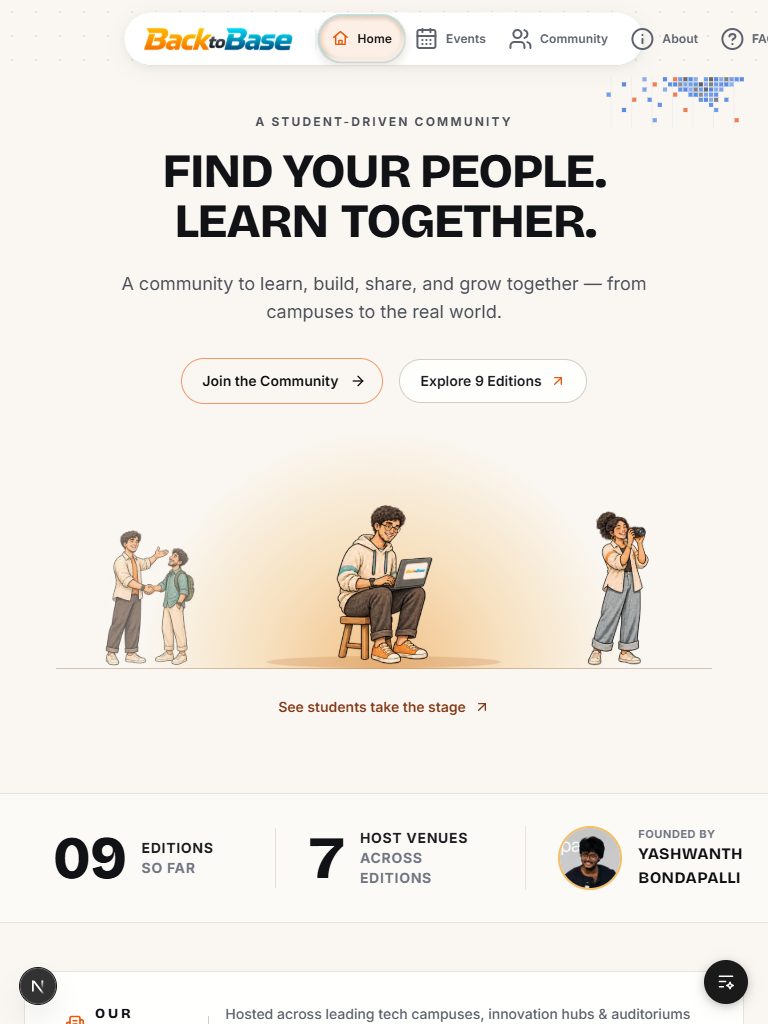 BacktoBase
Home
Events
Community
About
A STUDENT-DRIVEN COMMUNITY
FIND YOUR PEOPLE.
LEARN TOGETHER.
A community to learn, build, share, and grow together — from
campuses to the real world.
Join the Community
Explore 9 Editions
See students take the stage
09
EDITIONS
SO FAR
7
HOST VENUES
ACROSS
EDITIONS
FOUNDED BY
YASHWANTH
BONDAPALLI
N
OUR
Hosted across leading tech campuses, innovation hubs & auditoriums